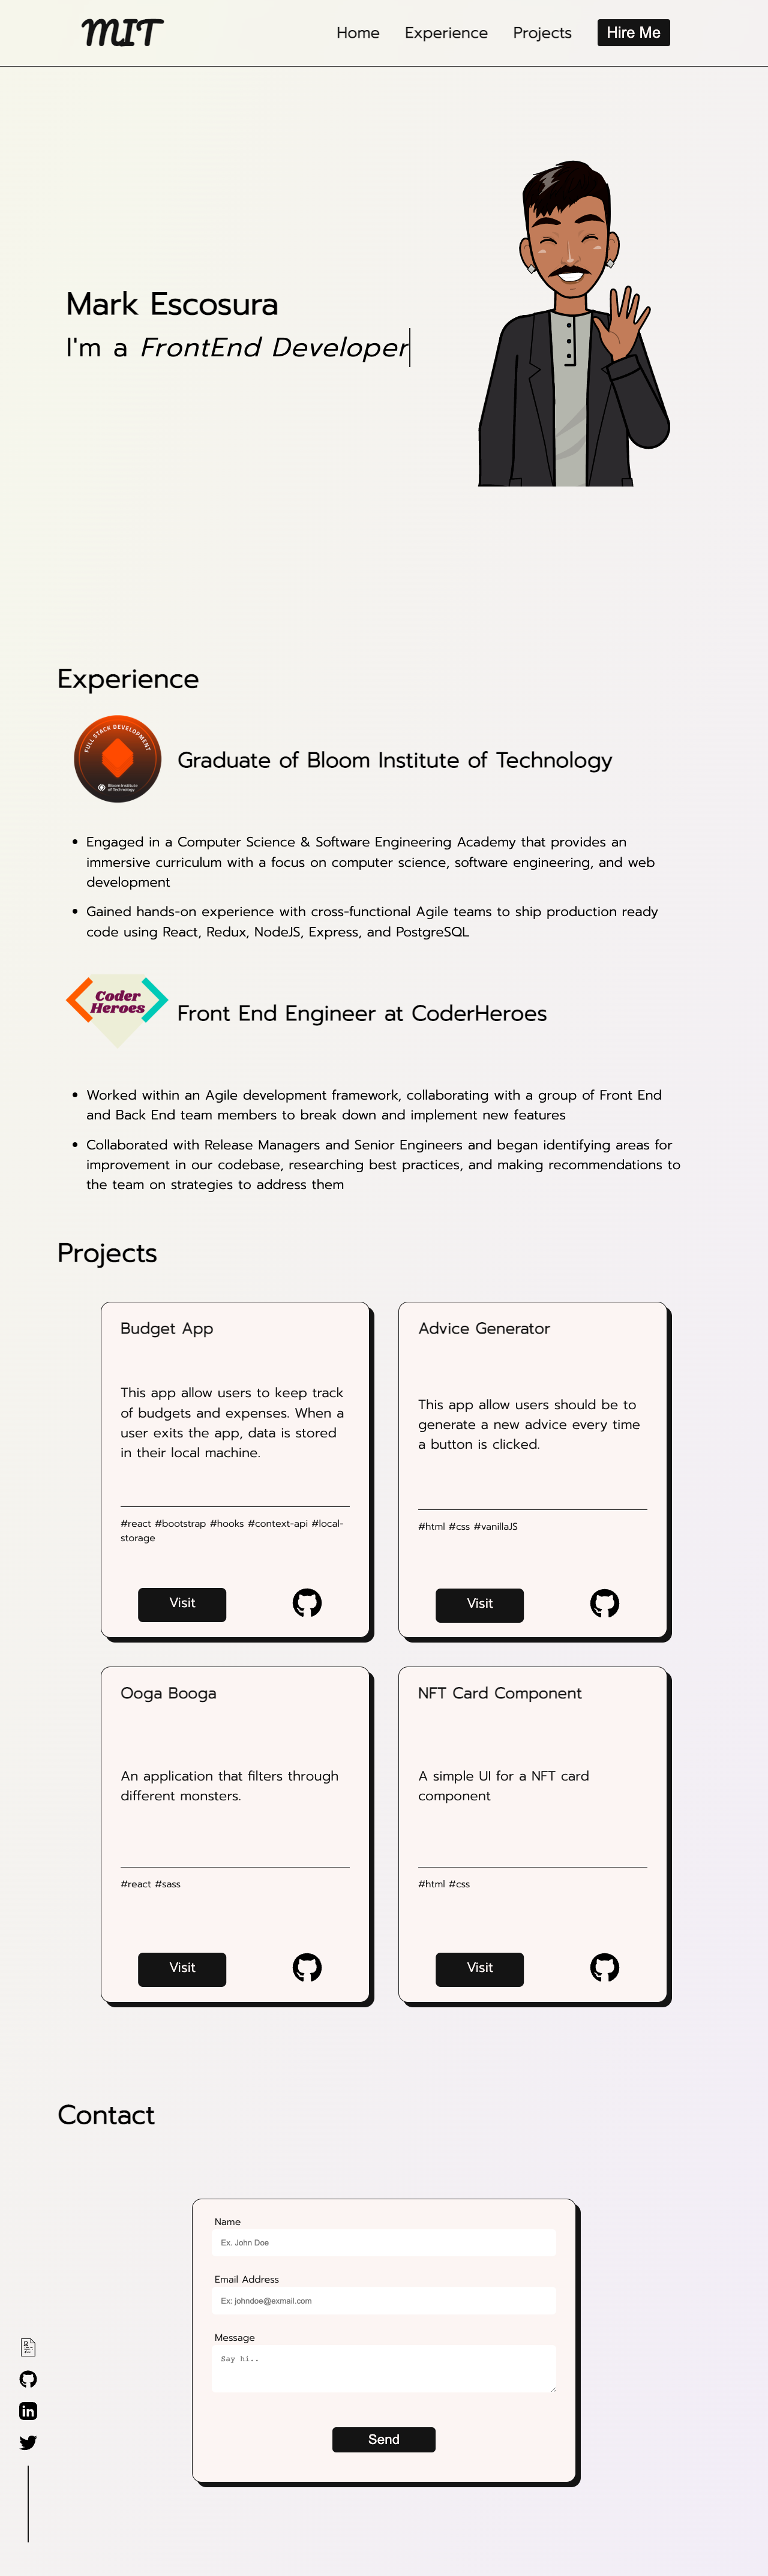 MIT
Home Experience Projects Hire Me
Mark Escosura
I'm a FrontEnd Developer
Experience
FULL STACK DEVELOPMENT
Bloom Institute
of Technology
Graduate of Bloom Institute of Technology
Engaged in a Computer Science & Software Engineering Academy that provides an
immersive curriculum with a focus on computer science, software engineering, and web
development
Gained hands-on experience with cross-functional Agile teams to ship production ready
code using React, Redux, NodeJS, Express, and PostgreSQL
Coder
Heroes
Front End Engineer at CoderHeroes
Worked within an Agile development framework, collaborating with a group of Front End
and Back End team members to break down and implement new features
Collaborated with Release Managers and Senior Engineers and began identifying areas for
improvement in our codebase, researching best practices, and making recommendations to
the team on strategies to address them
Projects
Budget App
This app allow users to keep track
of budgets and expenses. When a
user exits the app, data is stored
in their local machine.
#react #bootstrap #hooks #context-api #local-
storage
Visit
Advice Generator
This app allow users should be to
generate a new advice every time
a button is clicked.
#html #css #vanillaJS
Visit
Ooga Booga
An application that filters through
different monsters.
#react #sass
Visit
NFT Card Component
A simple UI for a NFT card
component
#html #css
Visit
Contact
Name
Ex. John Doe
Email Address
Ex: johndoe@exmail.com
Message
Say hi..
Send
in